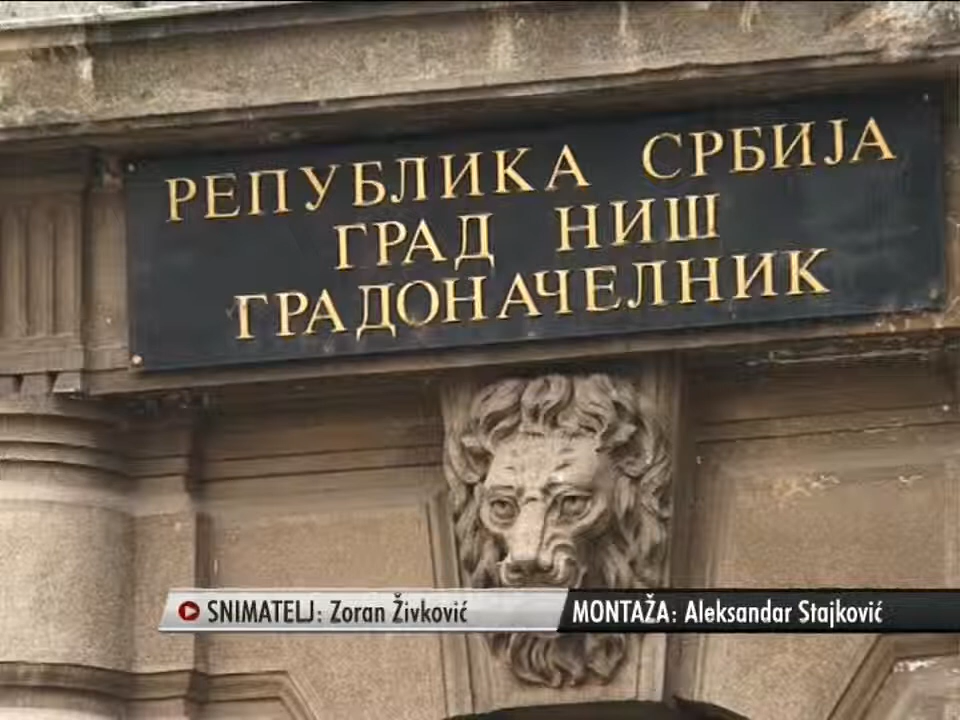 РЕПУБЛИКА СРБИЈА
ГРАД НИШ
ГРАДОНАЧЕЛНИК
SNIMATELJ: Zoran Živković
MONTAŽA: Aleksandar Stajković